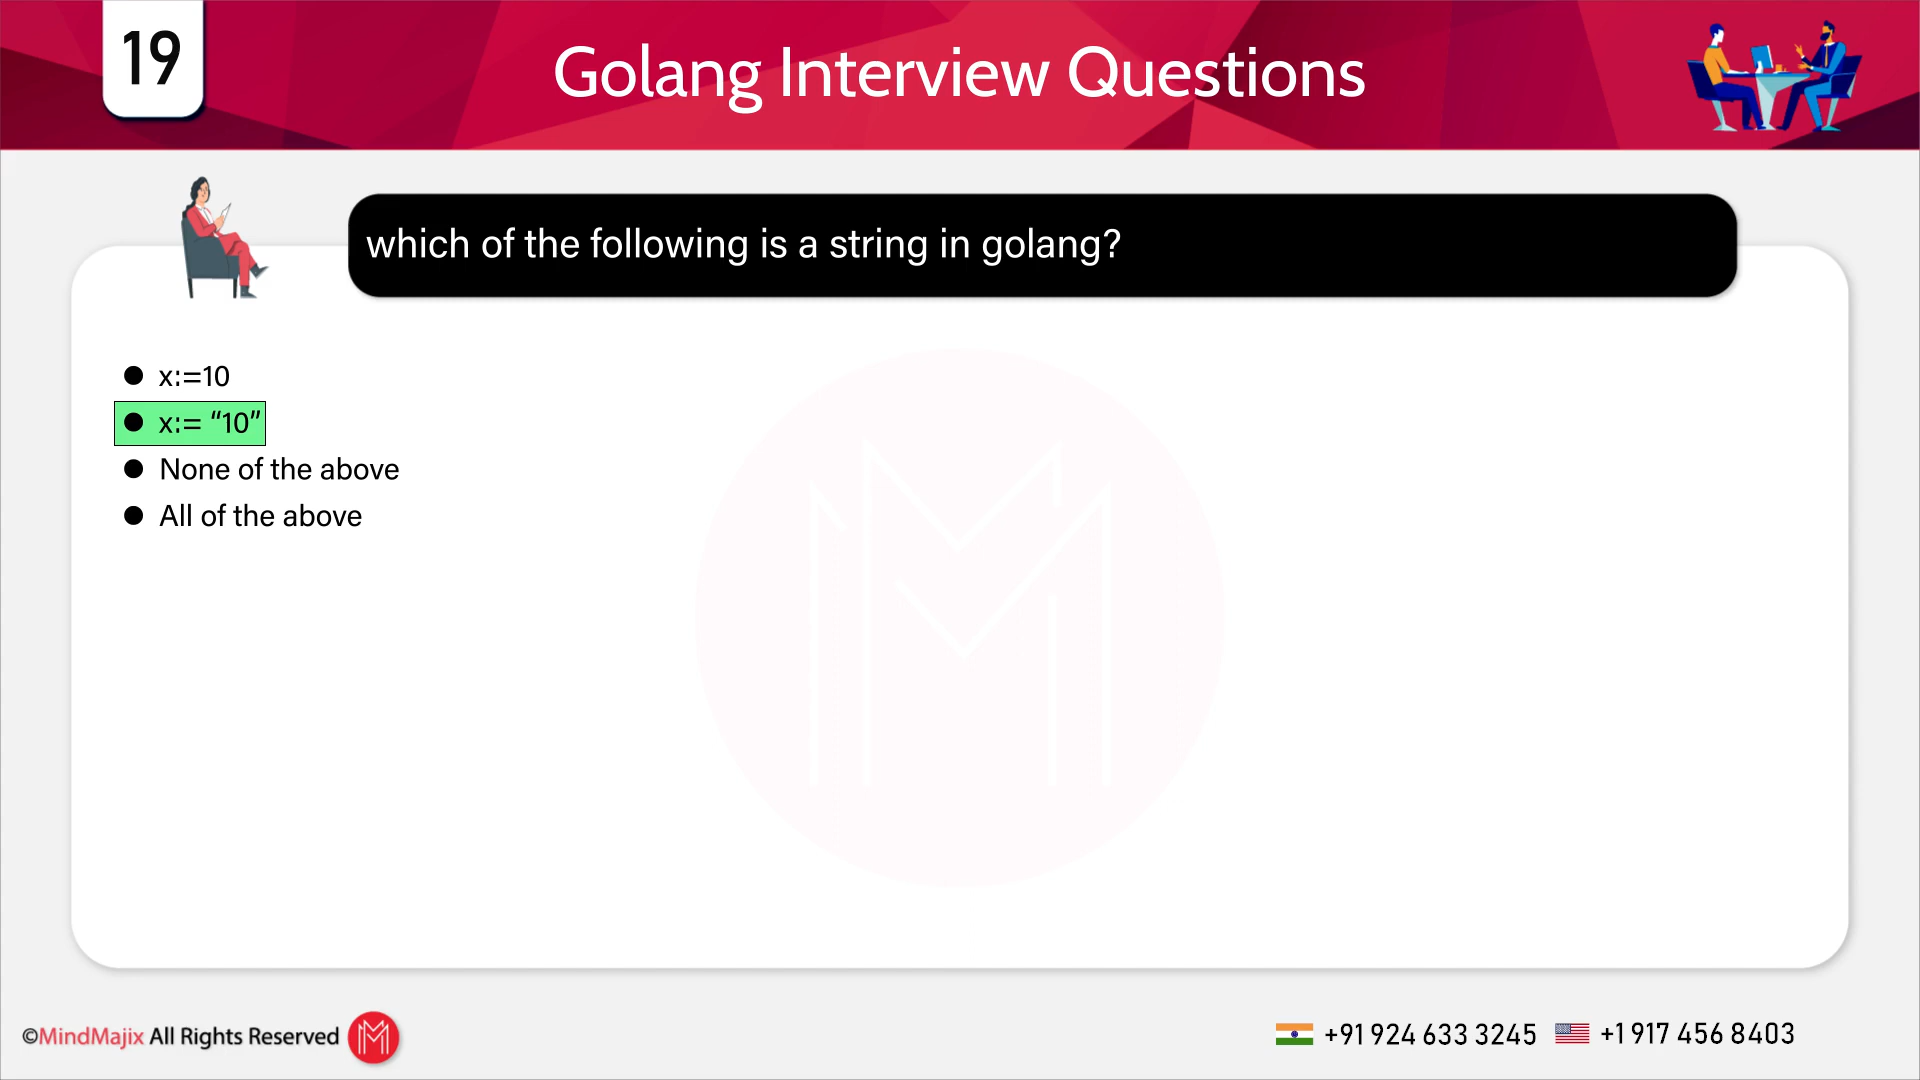 19
Golang Interview Questions
which of the following is a string in golang?
● x:=10
● x:= “10”
● None of the above
● All of the above
©MindMajix All Rights Reserved
+91 924 633 3245 +1 917 456 8403